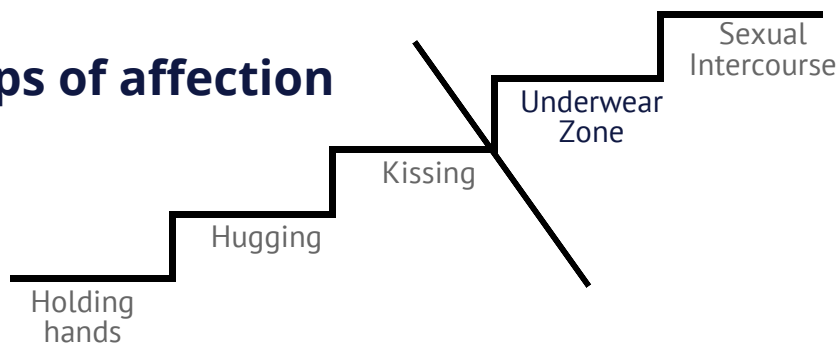 ps of affection
Sexual
Intercourse
Underwear
Zone
Kissing
Hugging
Holding
hands